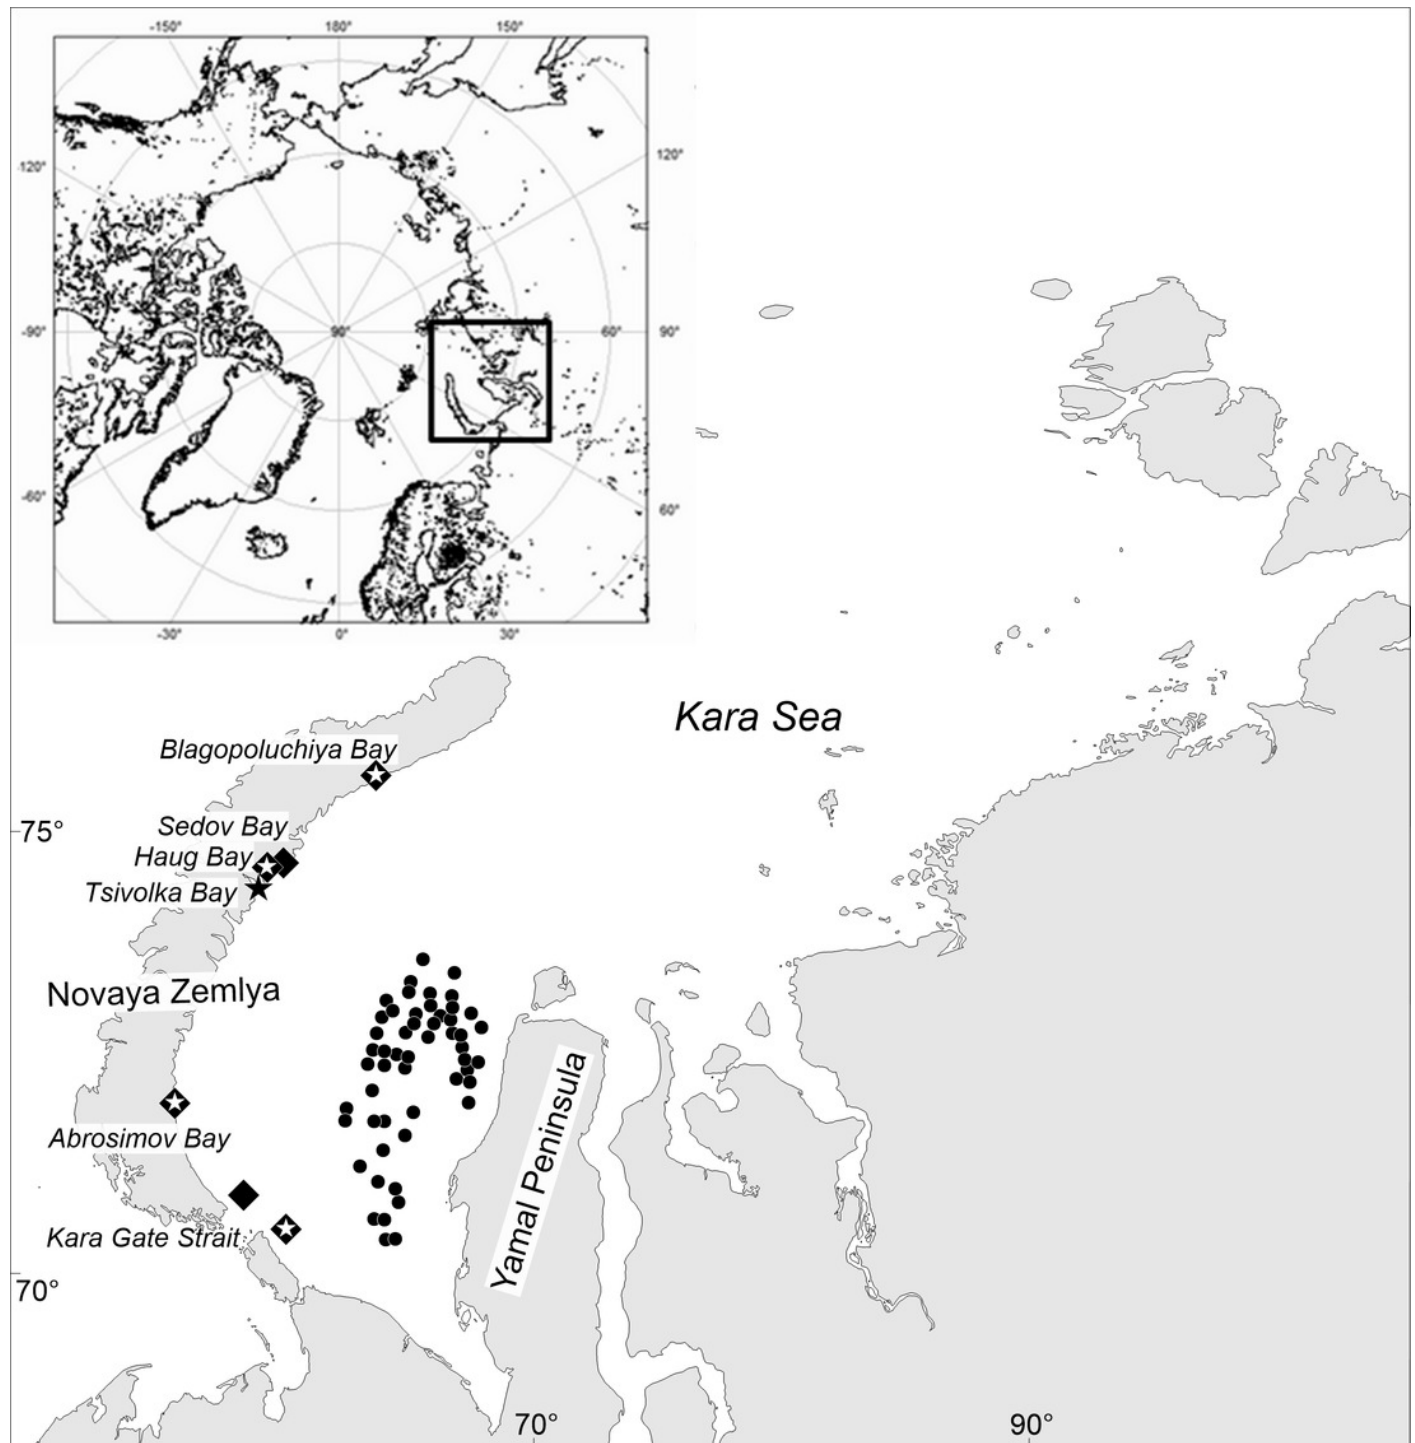 -150° 180° 150°
-120° 120°
-90° 90° 60° 90°
-60° 60°
-30° 0° 30°
Kara Sea
Blagopoluchiya Bay
75°
Sedov Bay
Haug Bay
Tsivolka Bay
Novaya Zemlya
Yamal Peninsula
Abrosimov Bay
Kara Gate Strait
70°
70° 90°